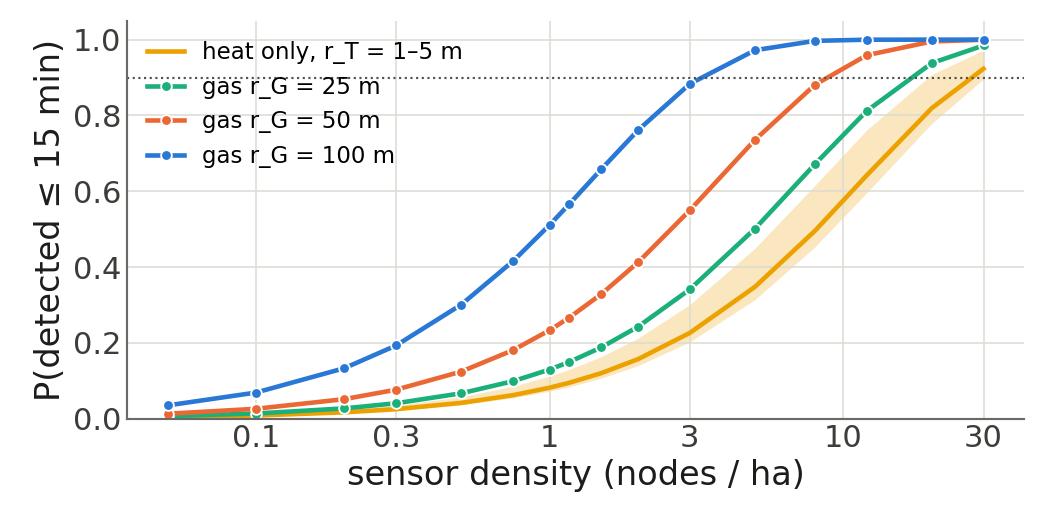 P(detected ≤ 15 min)
1.0
0.8
0.6
0.4
0.2
0.0
heat only, r_T = 1–5 m
gas r_G = 25 m
gas r_G = 50 m
gas r_G = 100 m
0.1 0.3 1 3 10 30
sensor density (nodes / ha)